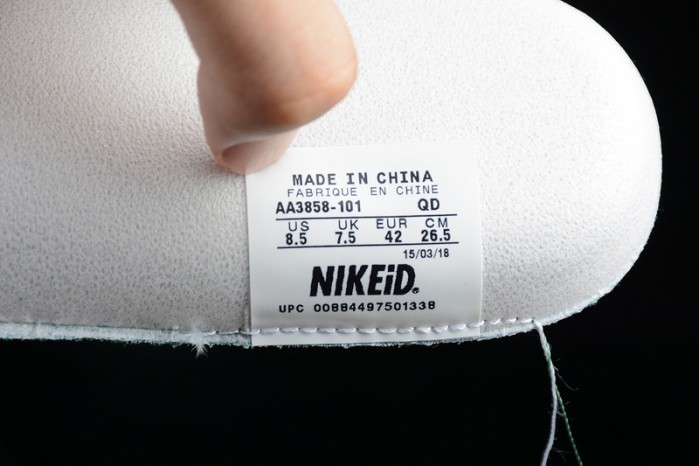 MADE IN CHINA
FABRIQUE EN CHINE
AA3858-101 QD
US UK EUR CM
8.5 7.5 42 26.5
15/03/18
NIKEiD.
UPC 00884497501338